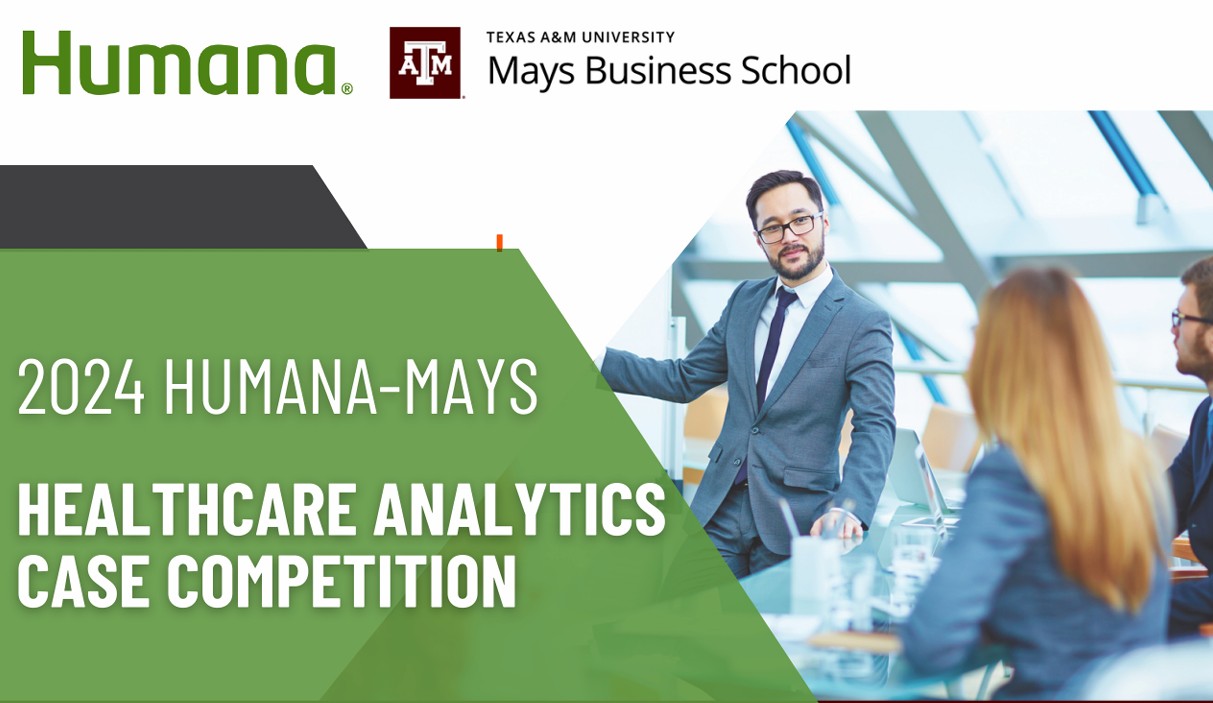 Humana®
TEXAS A&M UNIVERSITY
ATM
Mays Business School
2024 HUMANA-MAYS
HEALTHCARE ANALYTICS
CASE COMPETITION